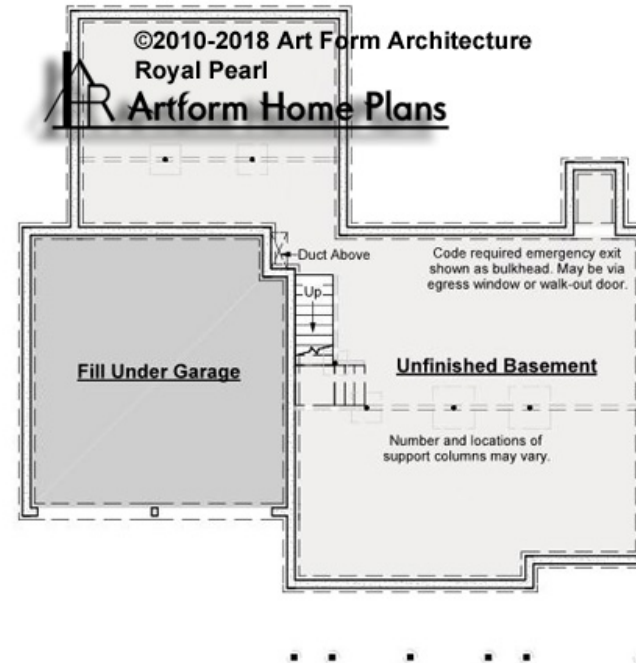 ©2010-2018 Art Form Architecture
Royal Pearl
AR Artform Home Plans
Duct Above
Code required emergency exit
shown as bulkhead. May be via
egress window or walk-out door.
Up
Fill Under Garage
Unfinished Basement
Number and locations of
support columns may vary.